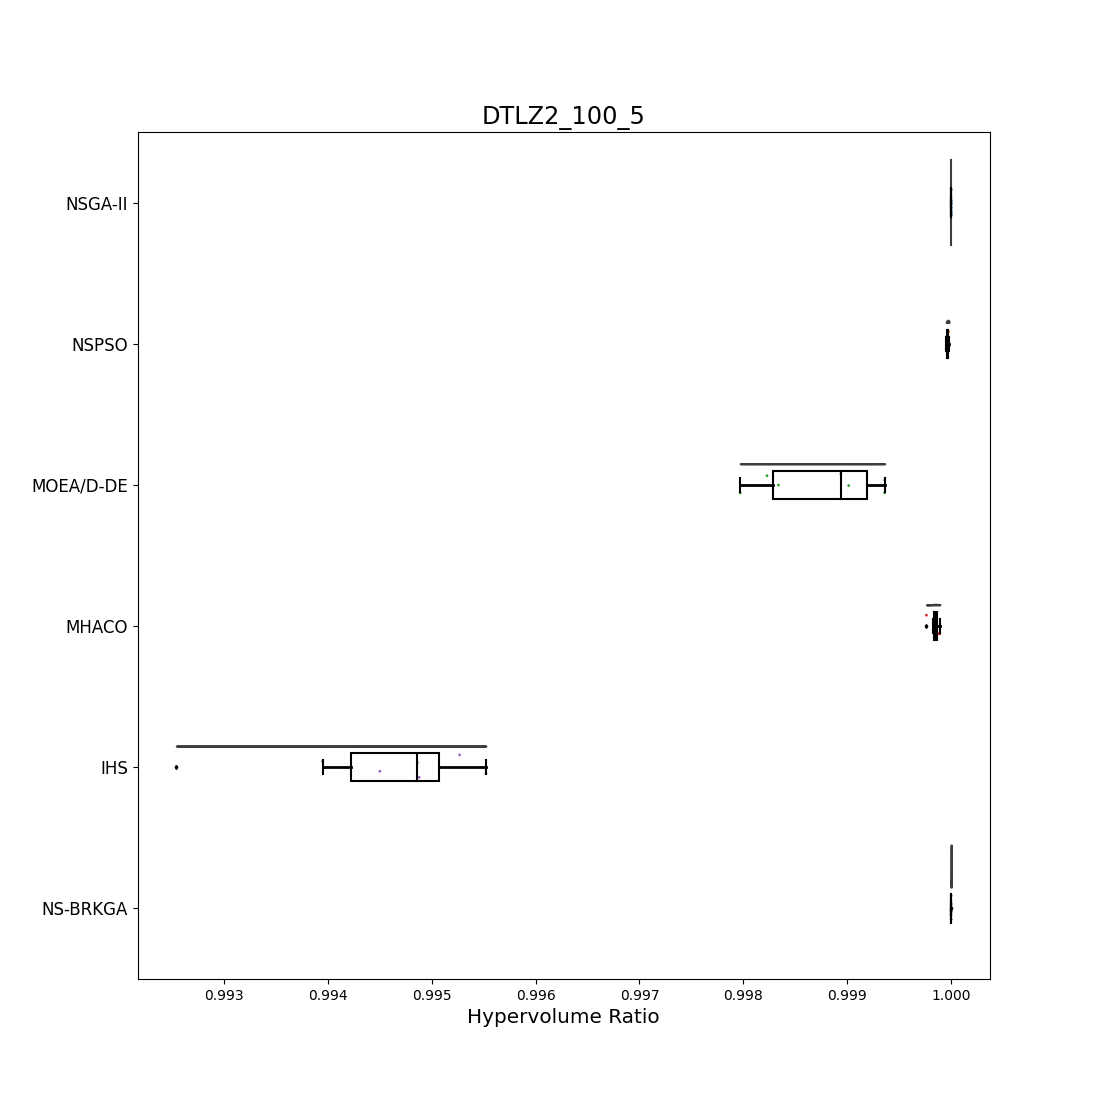 DTLZ2_100_5
NSGA-II
NSPSO
MOEA/D-DE
MHACO
IHS
NS-BRKGA
0.993 0.994 0.995 0.996 0.997 0.998 0.999 1.000
Hypervolume Ratio